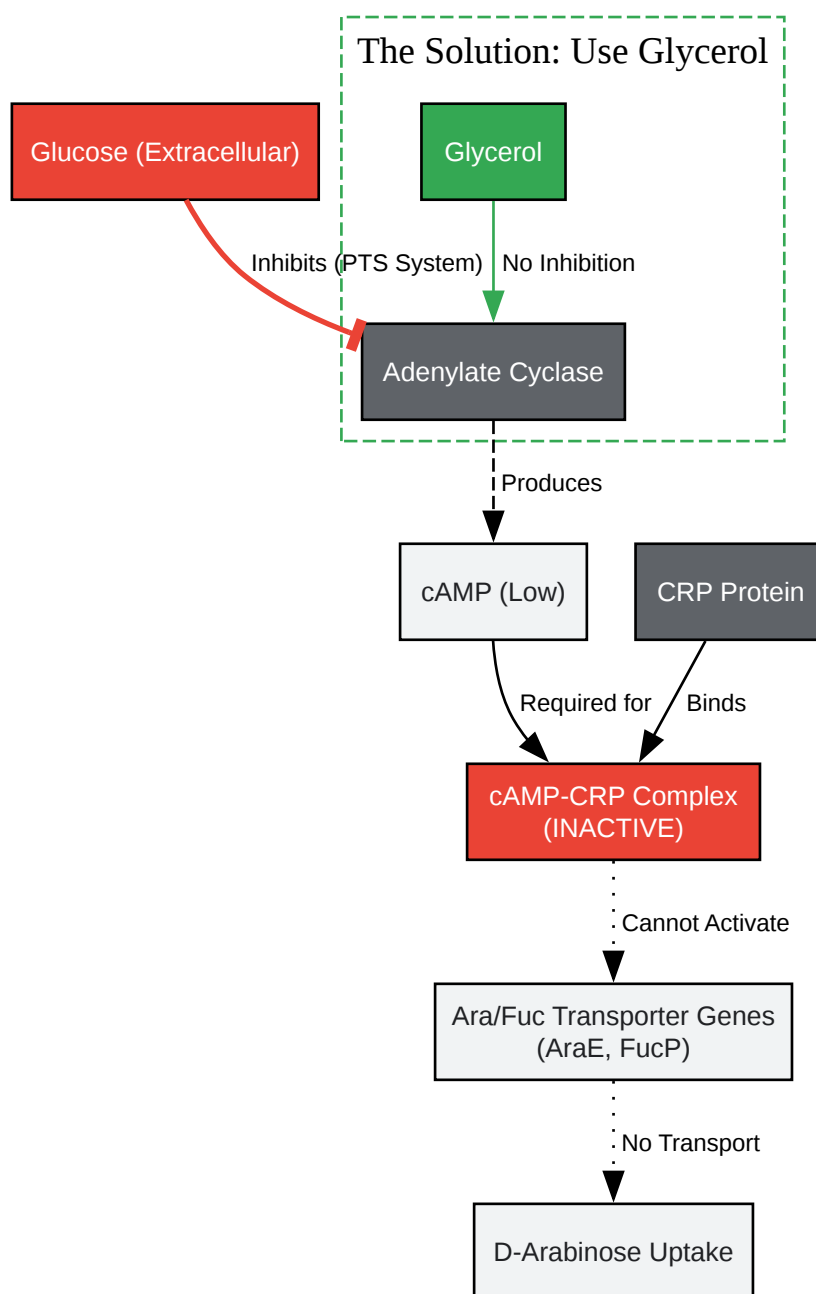 The Solution: Use Glycerol
Glucose (Extracellular)
Glycerol
Inhibits (PTS System)
No Inhibition
Adenylate Cyclase
Produces
cAMP (Low)
CRP Protein
Required for
Binds
cAMP-CRP Complex
(INACTIVE)
Cannot Activate
Ara/Fuc Transporter Genes
(AraE, FucP)
No Transport
D-Arabinose Uptake